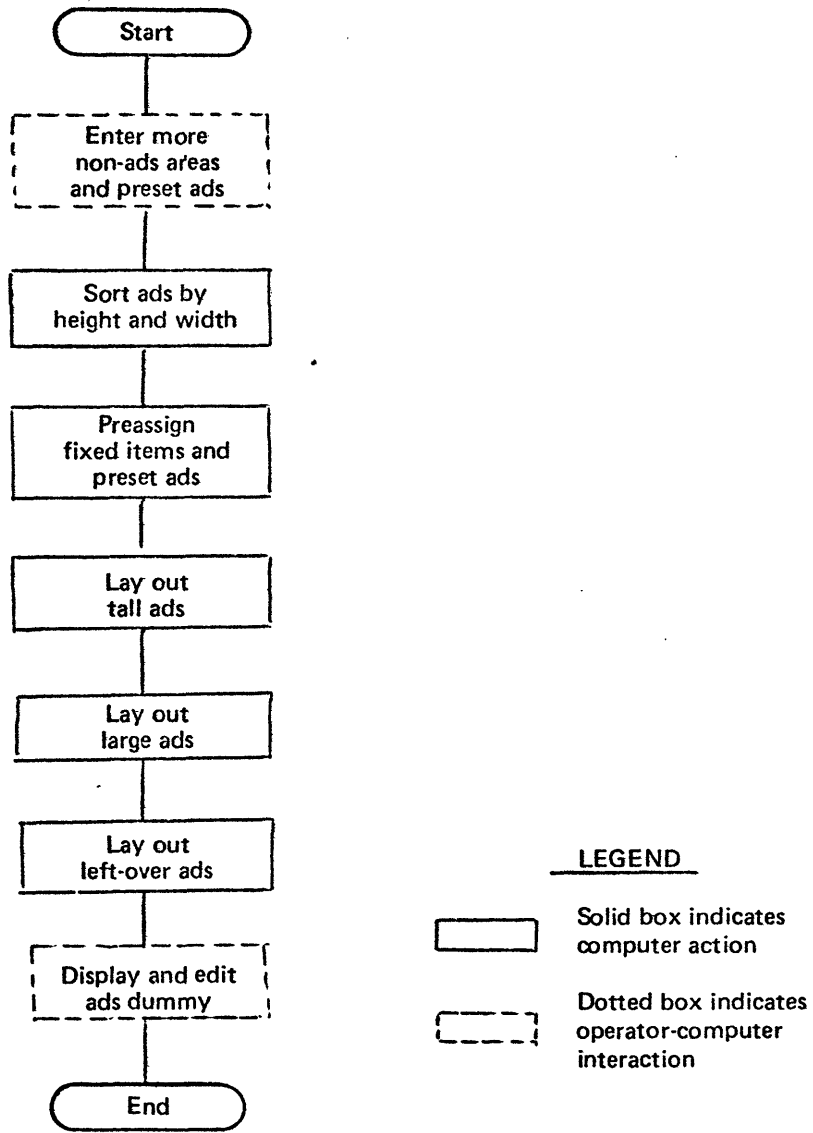 Start
Enter more
non-ads areas
and preset ads
Sort ads by
height and width
Preassign
fixed items and
preset ads
Lay out
tall ads
Lay out
large ads
Lay out
left-over ads
Display and edit
ads dummy
End
LEGEND
Solid box indicates
computer action
Dotted box indicates
operator-computer
interaction